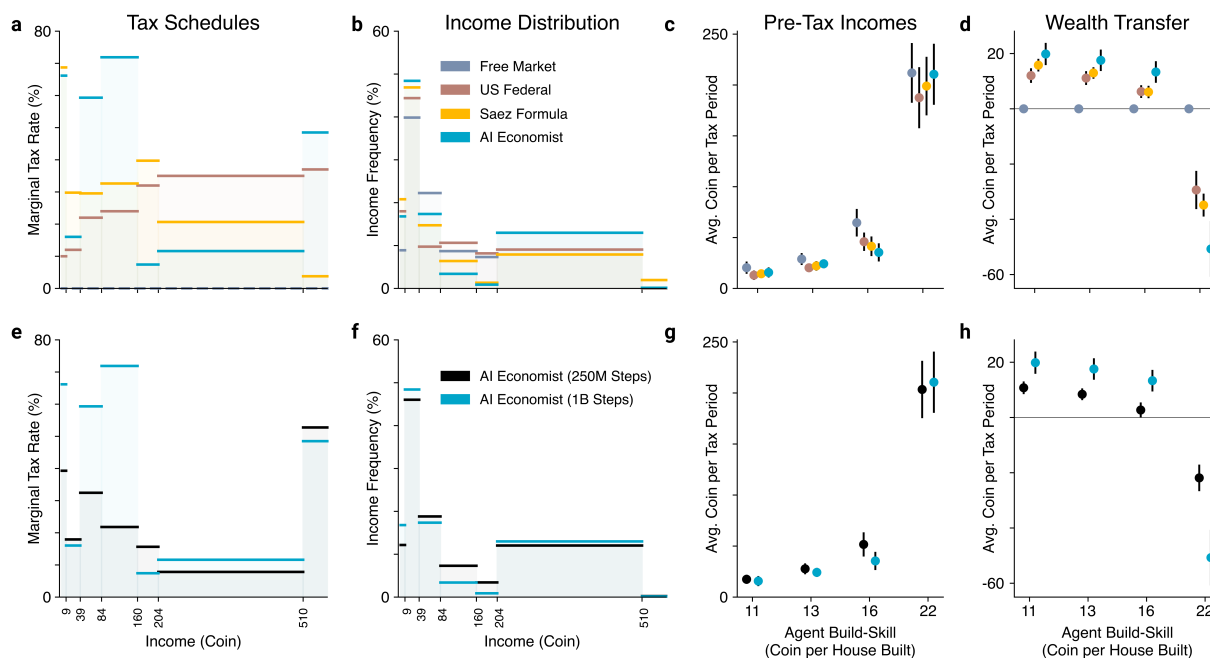 a Tax Schedules
b Income Distribution
c Pre-Tax Incomes
d Wealth Transfer
80
0
Marginal Tax Rate (%)
60
0
Income Frequency (%)
Free Market
US Federal
Saez Formula
AI Economist
250
0
Avg. Coin per Tax Period
20
-60
Avg. Coin per Tax Period
e
f
g
h
80
0
Marginal Tax Rate (%)
9 39 84 160 204 510
Income (Coin)
60
0
Income Frequency (%)
AI Economist (250M Steps)
AI Economist (1B Steps)
9 39 84 160 204 510
Income (Coin)
250
0
Avg. Coin per Tax Period
11 13 16 22
Agent Build-Skill
(Coin per House Built)
20
-60
Avg. Coin per Tax Period
11 13 16 22
Agent Build-Skill
(Coin per House Built)